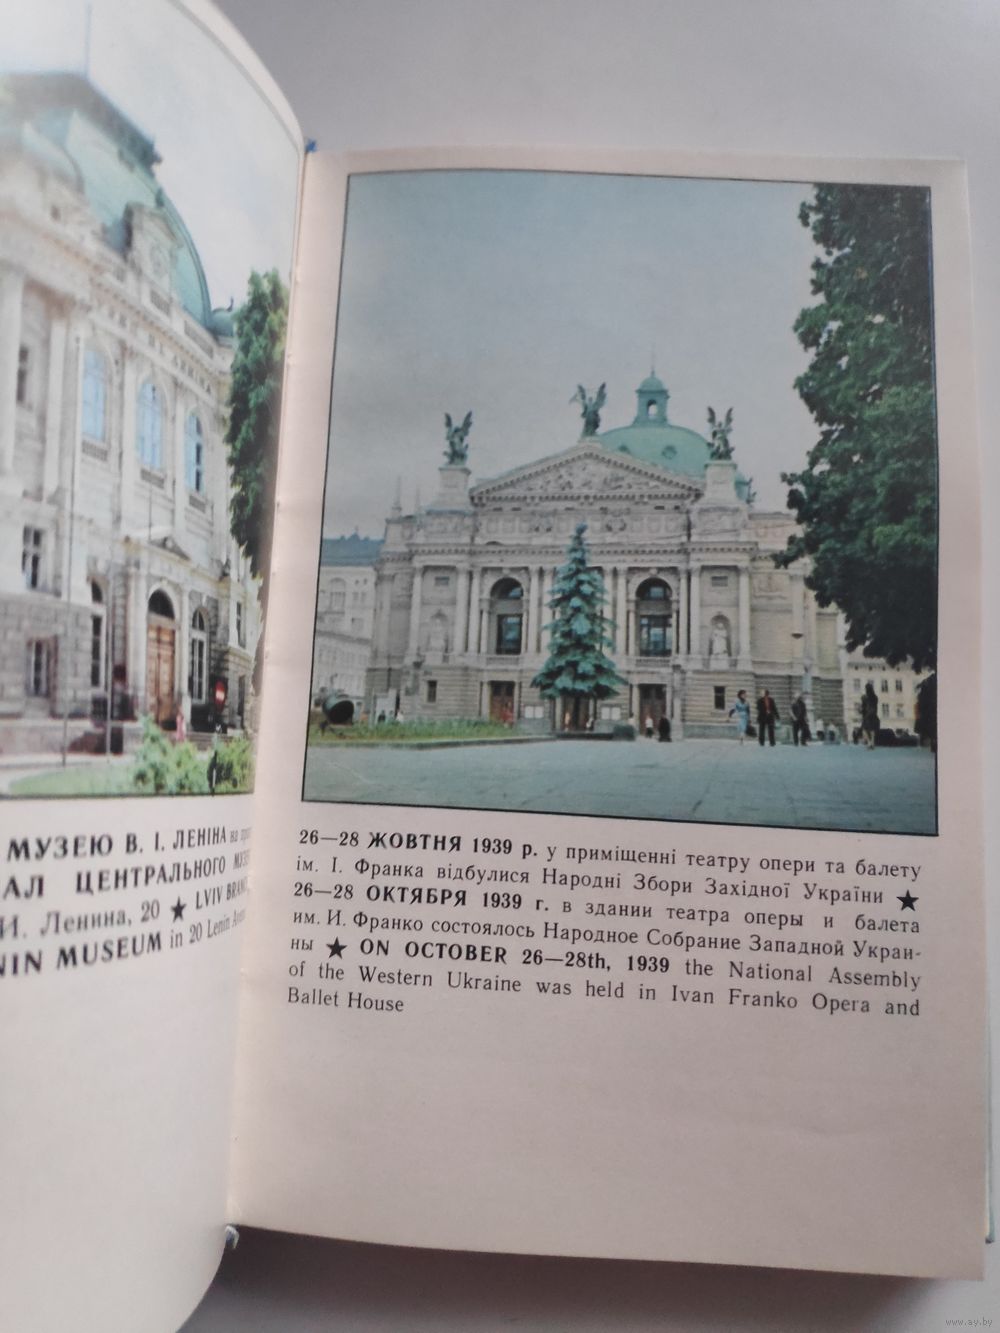 МУЗЕЮ В. І. ЛЕНІНА на
ЦЕНТРАЛЬНОГО
И. Ленина, 20 ★ LVIV
MUSEUM in 20 Lenin
26—28 ЖОВТНЯ 1939 р. у приміщенні театру опери та балету
ім. І. Франка відбулися Народні Збори Західної України ★
26—28 ОКТЯБРЯ 1939 г. в здании театра оперы и балета
им. И. Франко состоялось Народное Собрание Западной Украи-
ны ★ ON OCTOBER 26—28th, 1939 the National Assembly
of the Western Ukraine was held in Ivan Franko Opera and
Ballet House
www.ay.by